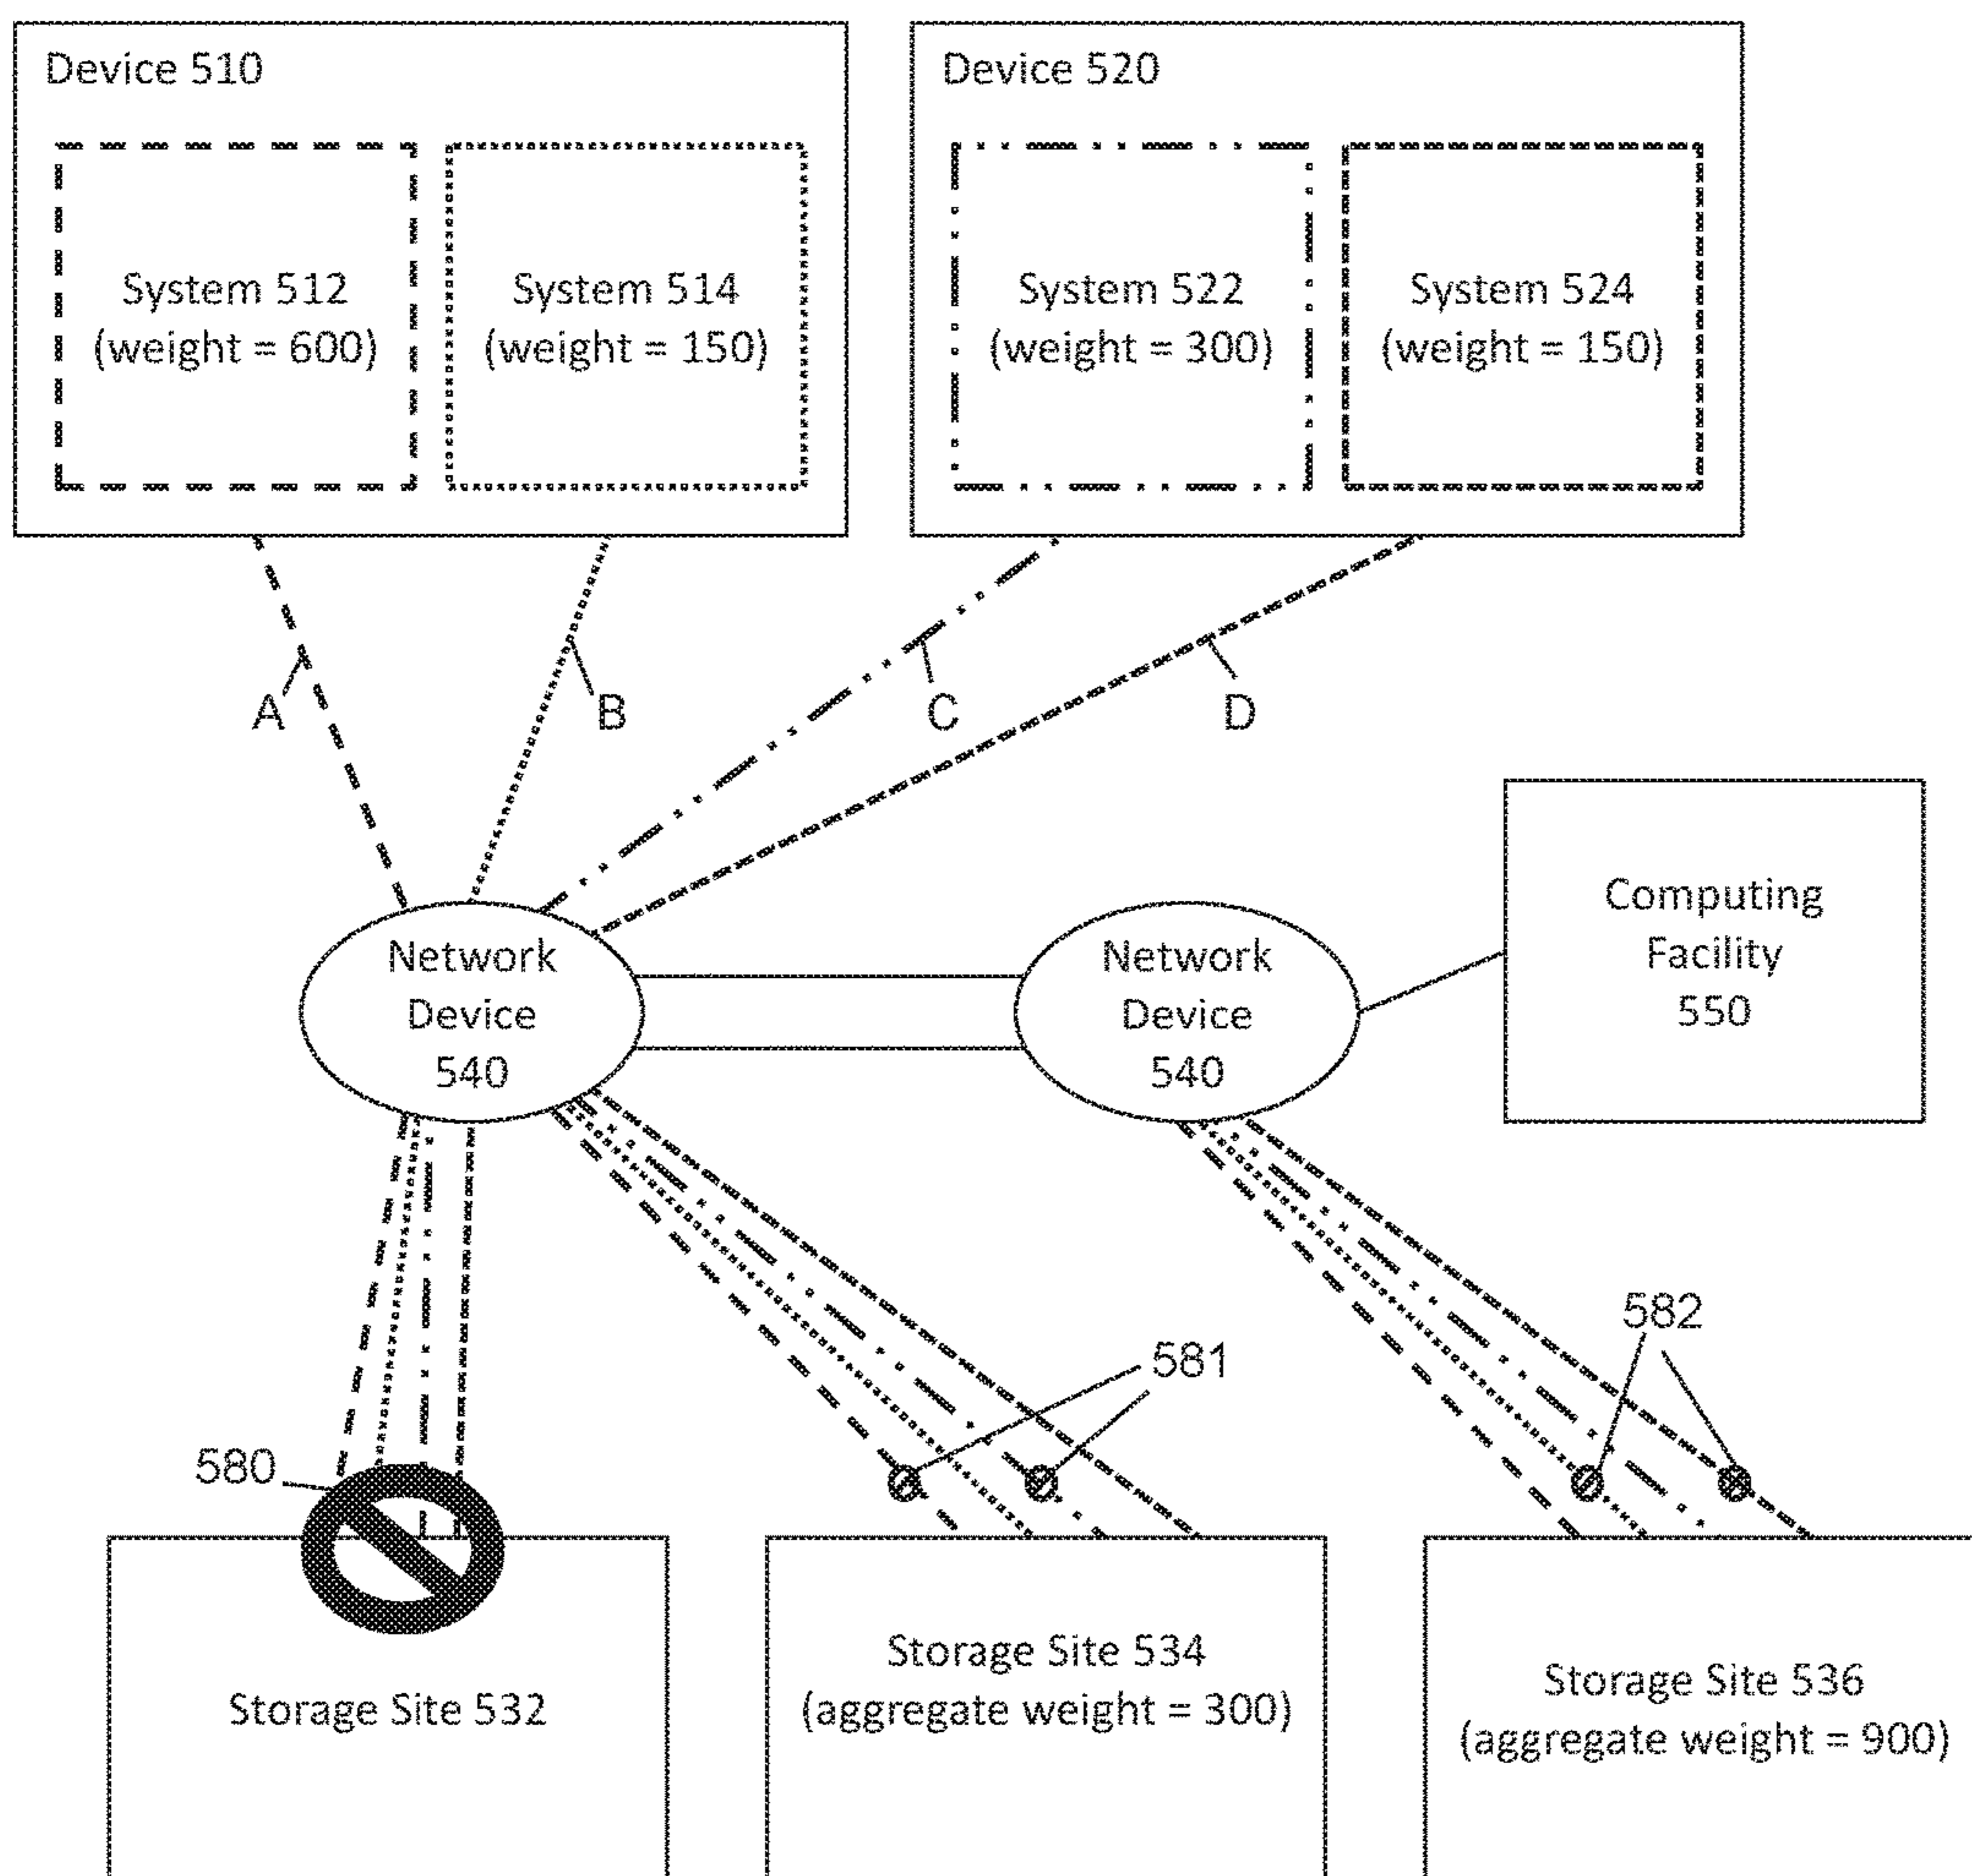 Device 510
Device 520
System 512
(weight = 600)
System 514
(weight = 150)
System 522
(weight = 300)
System 524
(weight = 150)
A
B
C
D
Network
Device
540
Network
Device
540
Computing
Facility
550
580
581
582
Storage Site 532
Storage Site 534
(aggregate weight = 300)
Storage Site 536
(aggregate weight = 900)